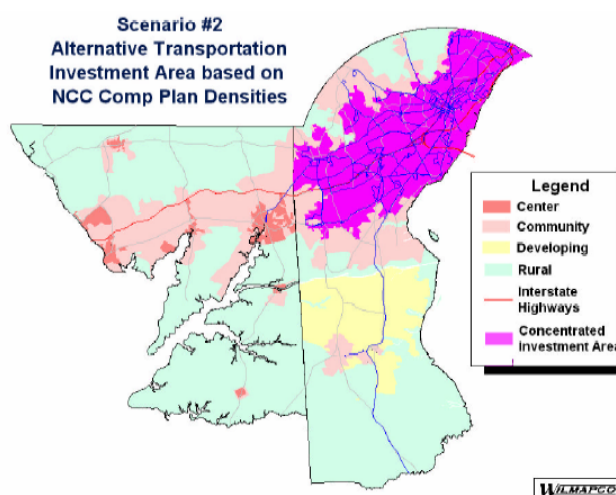 Scenario #2
Alternative Transportation
Investment Area based on
NCC Comp Plan Densities
Legend
Center
Community
Developing
Rural
Interstate
Highways
Concentrated
Investment Area
WILMAPCO